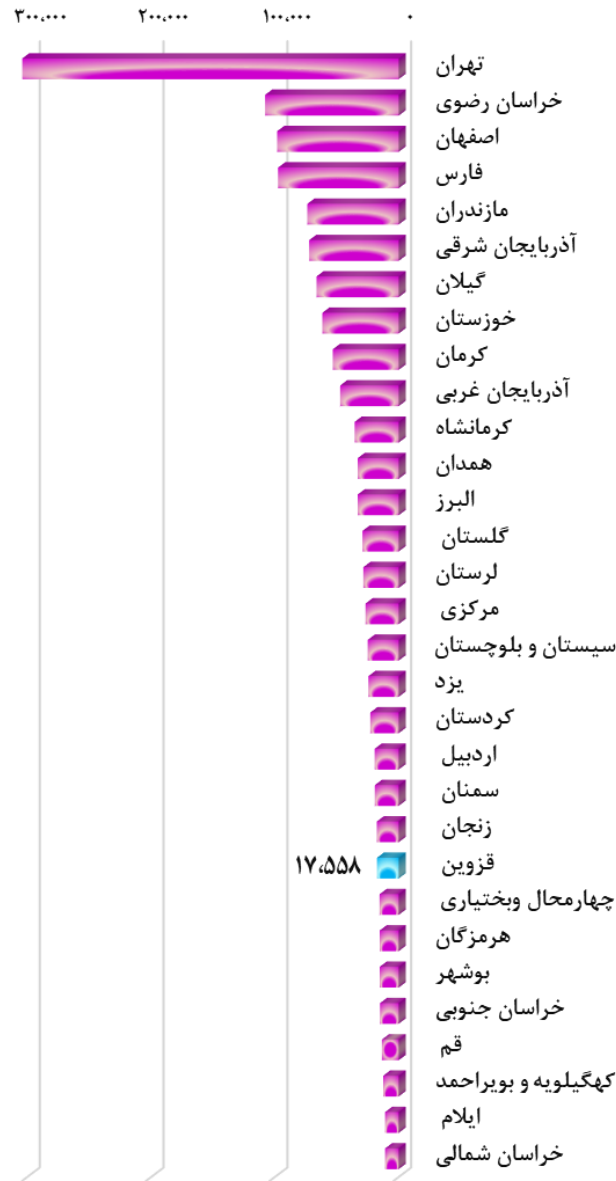 ۳۰۰،۰۰۰ ۲۰۰،۰۰۰ ۱۰۰،۰۰۰ ۰
تهران
خراسان رضوی
اصفهان
فارس
مازندران
آذربایجان شرقی
گیلان
خوزستان
کرمان
آذربایجان غربی
کرمانشاه
همدان
البرز
گلستان
لرستان
مرکزی
سیستان و بلوچستان
یزد
کردستان
اردبیل
سمنان
زنجان
قزوین ۱۷،۵۵۸
چهارمحال وبختیاری
هرمزگان
بوشهر
خراسان جنوبی
قم
کهگیلویه و بویراحمد
ایلام
خراسان شمالی